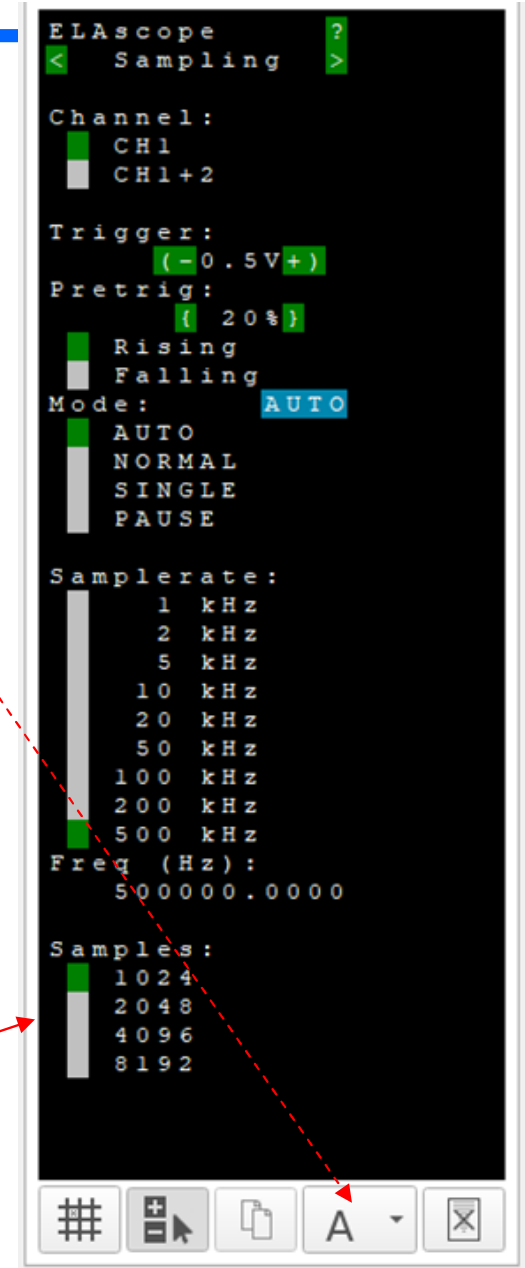 ELAscope ?
< Sampling >
Channel:
CH1
CH1+2
Trigger:
(-0.5V+)
Pretrig:
{ 20%}
Rising
Falling
Mode: AUTO
AUTO
NORMAL
SINGLE
PAUSE
Samplerate:
1 kHz
2 kHz
5 kHz
10 kHz
20 kHz
50 kHz
100 kHz
200 kHz
500 kHz
Freq (Hz):
500000.0000
Samples:
1024
2048
4096
8192
A